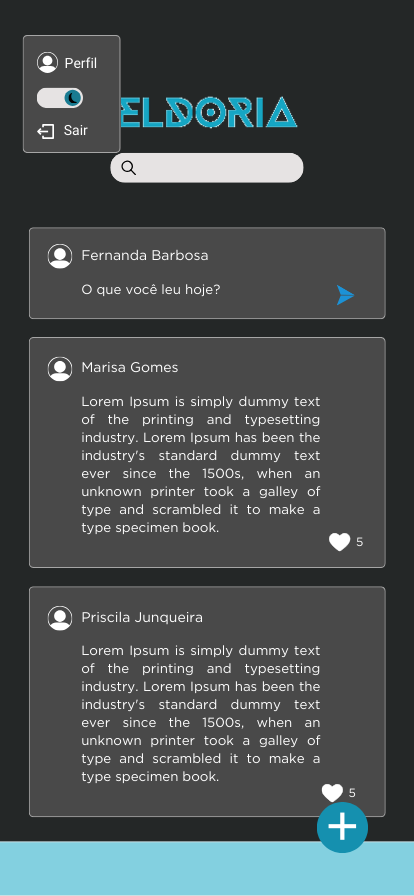 Perfil
ELDORIA
Sair
Fernanda Barbosa
O que você leu hoje?
Marisa Gomes
Lorem Ipsum is simply dummy text
of the printing and typesetting
industry. Lorem Ipsum has been the
industry's standard dummy text
ever since the 1500s, when an
unknown printer took a galley of
type and scrambled it to make a
type specimen book.
5
Priscila Junqueira
Lorem Ipsum is simply dummy text
of the printing and typesetting
industry. Lorem Ipsum has been the
industry's standard dummy text
ever since the 1500s, when an
unknown printer took a galley of
type and scrambled it to make a
type specimen book.
5